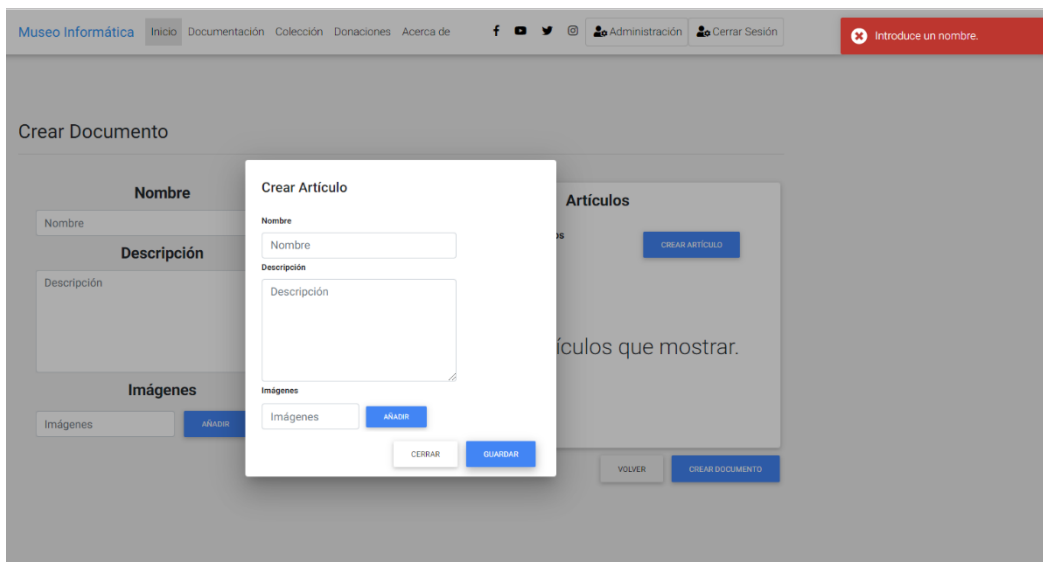 Museo Informática Inicio Documentación Colección Donaciones Acerca de Administración Cerrar Sesión
Introduce un nombre.
Crear Documento
Nombre
Nombre
Descripción
Descripción
Imágenes
Imágenes AÑADIR
Crear Artículo
Nombre
Nombre
Descripción
Descripción
Imágenes
Imágenes AÑADIR
CERRAR GUARDAR
Artículos
CREAR ARTÍCULO
que mostrar.
VOLVER CREAR DOCUMENTO